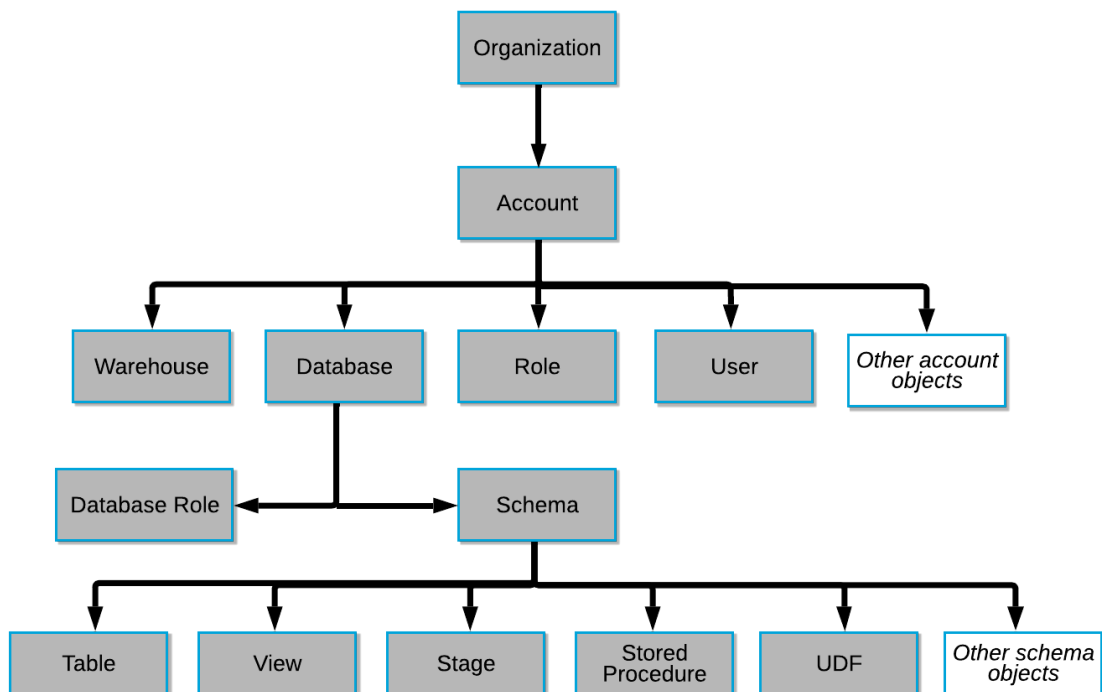 Organization
Account
Warehouse
Database
Role
User
Other account
objects
Database Role
Schema
Table
View
Stage
Stored
Procedure
UDF
Other schema
objects